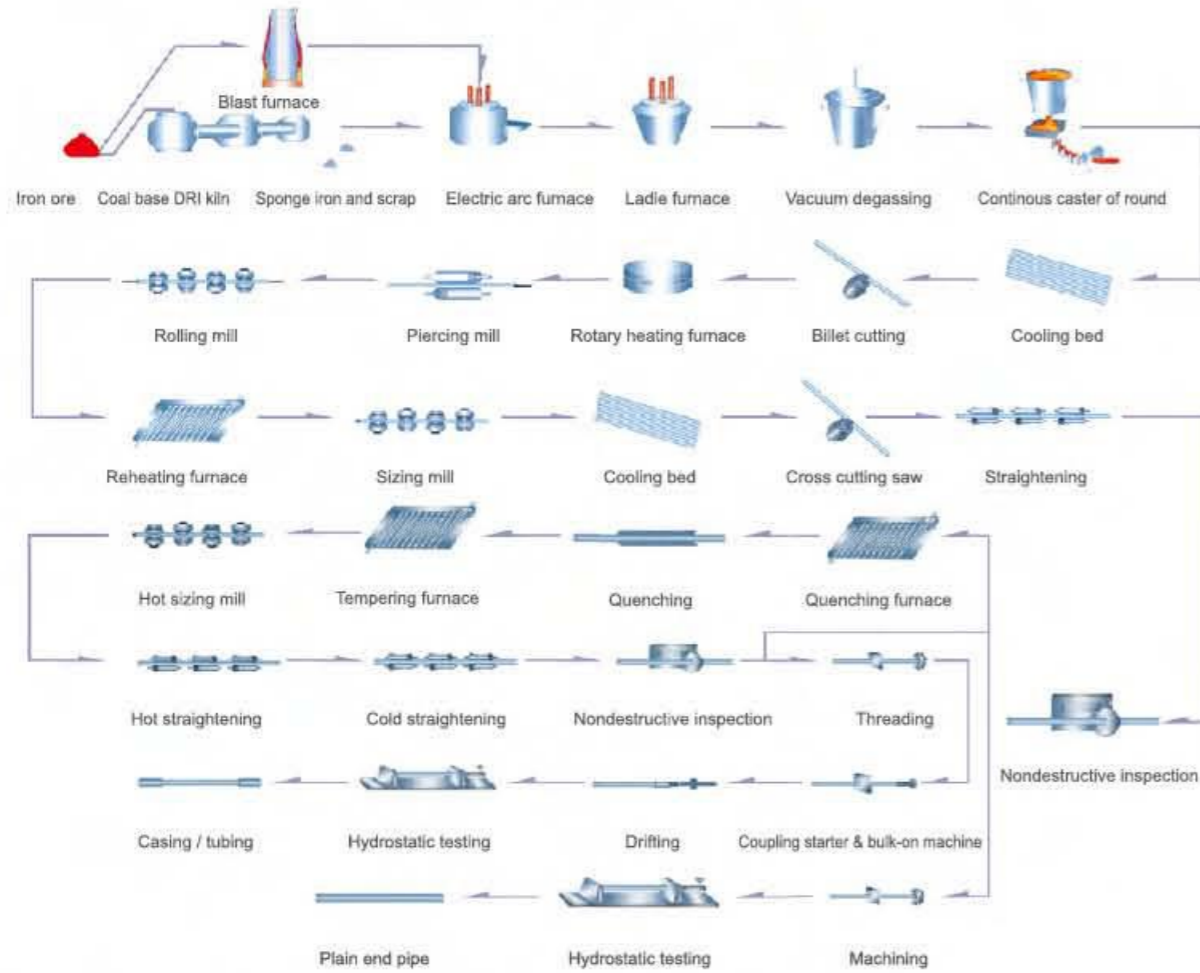 Blast furnace
Iron ore
Coal base DRI kiln
Sponge iron and scrap
Electric arc furnace
Ladle furnace
Vacuum degassing
Continous caster of round
Rolling mill
Piercing mill
Rotary heating furnace
Billet cutting
Cooling bed
Reheating furnace
Sizing mill
Cooling bed
Cross cutting saw
Straightening
Hot sizing mill
Tempering furnace
Quenching
Quenching furnace
Hot straightening
Cold straightening
Nondestructive inspection
Threading
Nondestructive inspection
Casing / tubing
Hydrostatic testing
Drifting
Coupling starter & bulk-on machine
Plain end pipe
Hydrostatic testing
Machining